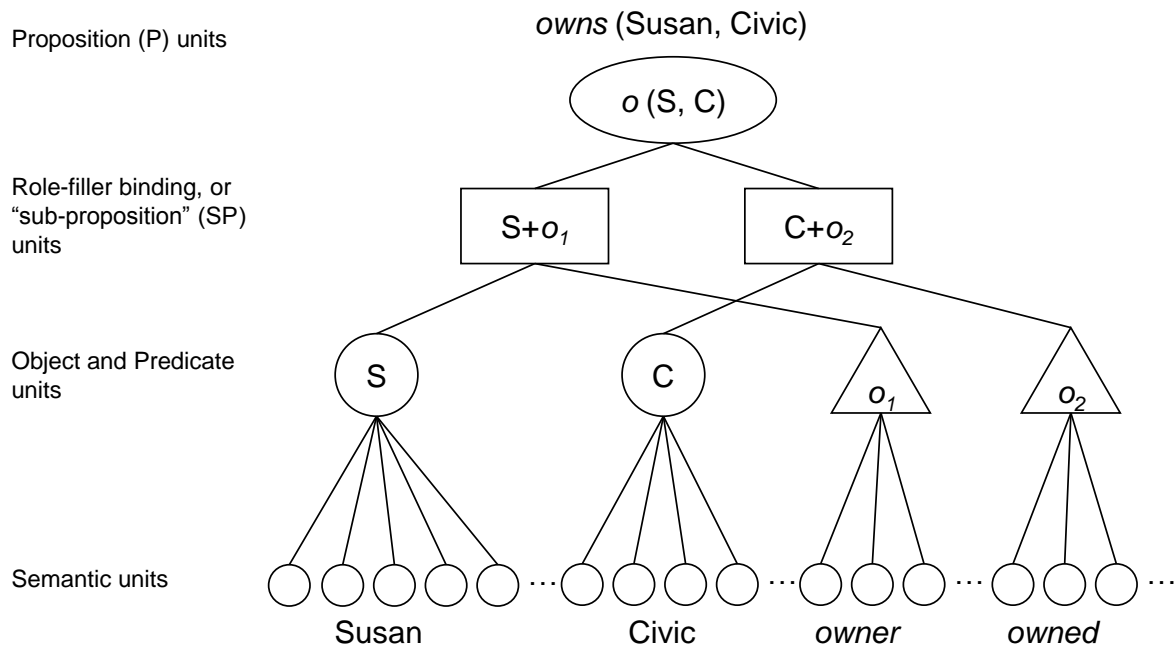 Proposition (P) units
owns (Susan, Civic)
o (S, C)
Role-filler binding, or
“sub-proposition” (SP)
units
S+o₁
C+o₂
Object and Predicate
units
S
C
o₁
o₂
Semantic units
... ... ... ...
Susan
Civic
owner
owned